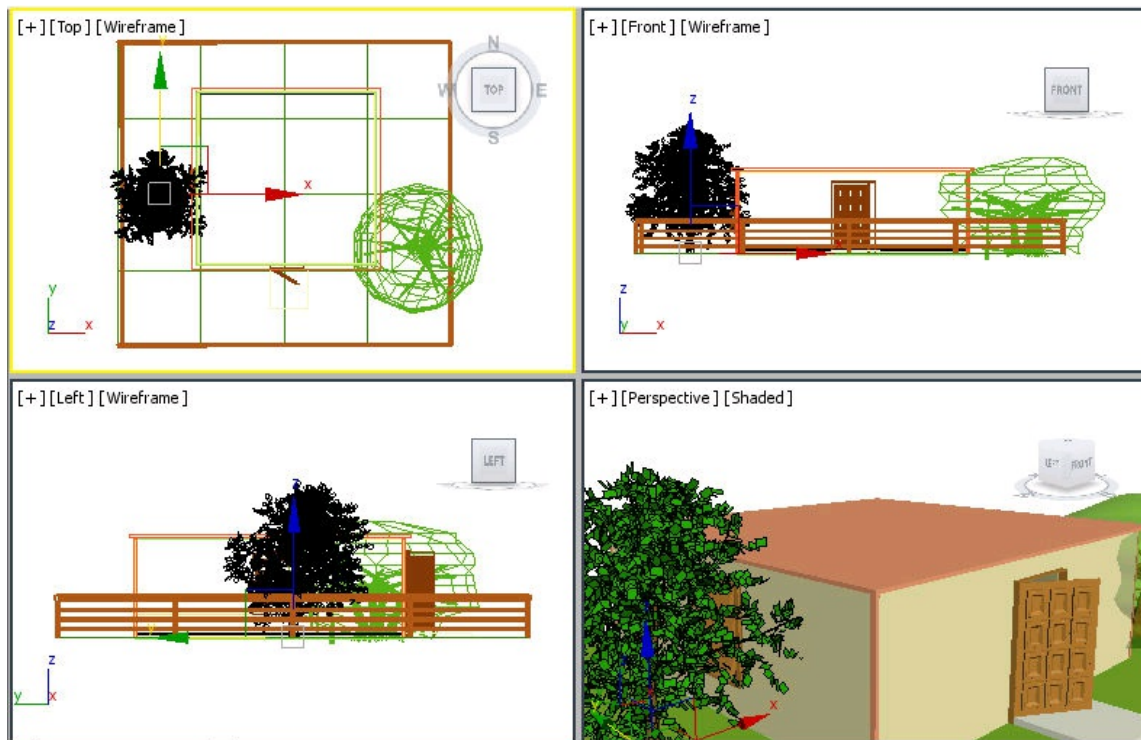 [+] [Top] [Wireframe]
N
W
TOP
E
S
y
x
y
z
x
[+] [Front] [Wireframe]
FRONT
z
x
z
y
x
[+] [Left] [Wireframe]
LEFT
z
y
z
y
x
[+] [Perspective] [Shaded]
LEFT
FRONT
x